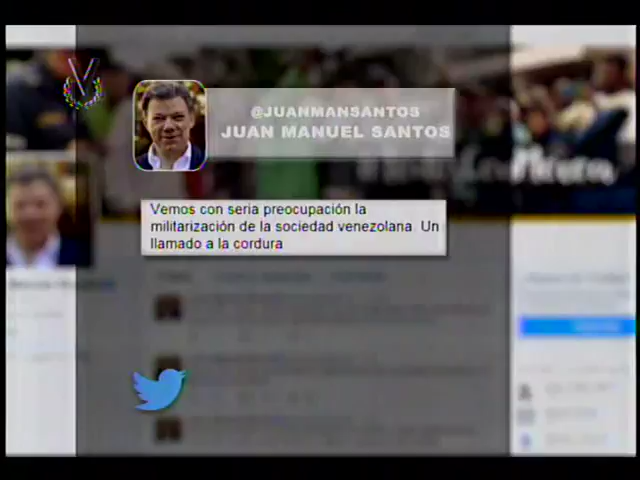 @JUANMANSANTOS
JUAN MANUEL SANTOS
Vemos con seria preocupación la
militarización de la sociedad venezolana. Un
llamado a la cordura